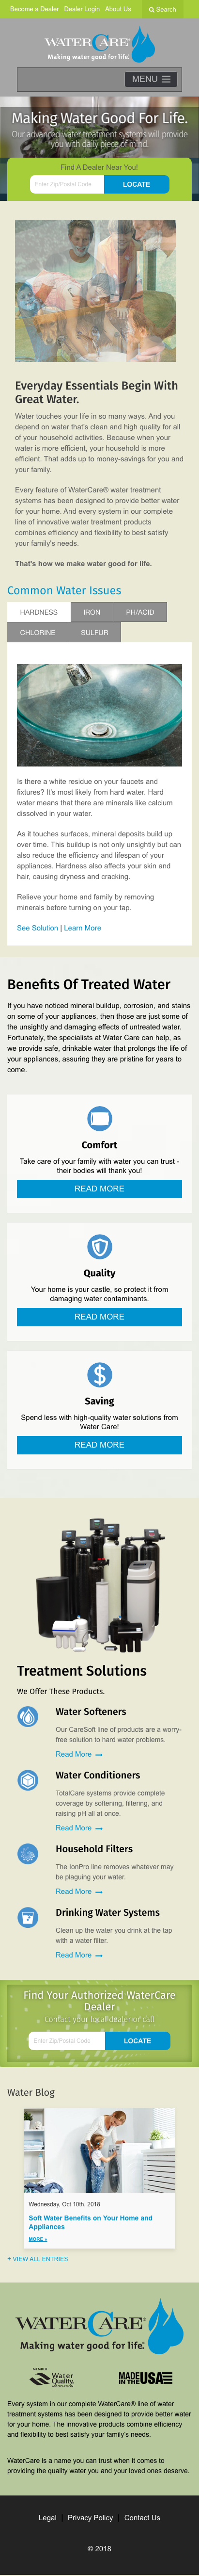 Become a Dealer Dealer Login About Us Search
WATERCARE®
Making water good for life.
MENU
Making Water Good For Life.
Our advanced water treatment systems will provide
you with daily piece of mind.
Find A Dealer Near You!
Enter Zip/Postal Code LOCATE
Everyday Essentials Begin With
Great Water.
Water touches your life in so many ways. And you
depend on water that's clean and high quality for all
of your household activities. Because when your
water is more efficient, your household is more
efficient. That adds up to money-savings for you and
your family.
Every feature of WaterCare® water treatment
systems has been designed to provide better water
for your home. And every system in our complete
line of innovative water treatment products
combines efficiency and flexibility to best satisfy
your family's needs.
That's how we make water good for life.
Common Water Issues
HARDNESS IRON PH/ACID
CHLORINE SULFUR
Is there a white residue on your faucets and
fixtures? It's most likely from hard water. Hard
water means that there are minerals like calcium
dissolved in your water.
As it touches surfaces, mineral deposits build up
over time. This buildup is not only unsightly but can
also reduce the efficiency and lifespan of your
appliances. Hardness also affects your skin and
hair, causing dryness and cracking.
Relieve your home and family by removing
minerals before turning on your tap.
See Solution | Learn More
Benefits Of Treated Water
If you have noticed mineral buildup, corrosion, and stains
on some of your appliances, then those are just some of
the unsightly and damaging effects of untreated water.
Fortunately, the specialists at Water Care can help, as
we provide safe, drinkable water that prolongs the life of
your appliances, assuring they are pristine for years to
come.
Comfort
Take care of your family with water you can trust -
their bodies will thank you!
READ MORE
Quality
Your home is your castle, so protect it from
damaging water contaminants.
READ MORE
Saving
Spend less with high-quality water solutions from
Water Care!
READ MORE
Treatment Solutions
We Offer These Products.
Water Softeners
Our CareSoft line of products are a worry-
free solution to hard water problems.
Read More →
Water Conditioners
TotalCare systems provide complete
coverage by softening, filtering, and
raising pH all at once.
Read More →
Household Filters
The IonPro line removes whatever may
be plaguing your water.
Read More →
Drinking Water Systems
Clean up the water you drink at the tap
with a water filter.
Read More →
Find Your Authorized WaterCare
Dealer
Contact your local dealer or call
Enter Zip/Postal Code LOCATE
Water Blog
Wednesday, Oct 10th, 2018
Soft Water Benefits on Your Home and
Appliances
MORE »
+ VIEW ALL ENTRIES
WATERCARE®
Making water good for life.
MEMBER
Water Quality
MADE IN THE USA
Every system in our complete WaterCare® line of water
treatment systems has been designed to provide better water
for your home. The innovative products combine efficiency
and flexibility to best satisfy your family's needs.
WaterCare is a name you can trust when it comes to
providing the quality water you and your loved ones deserve.
Legal | Privacy Policy | Contact Us
© 2018